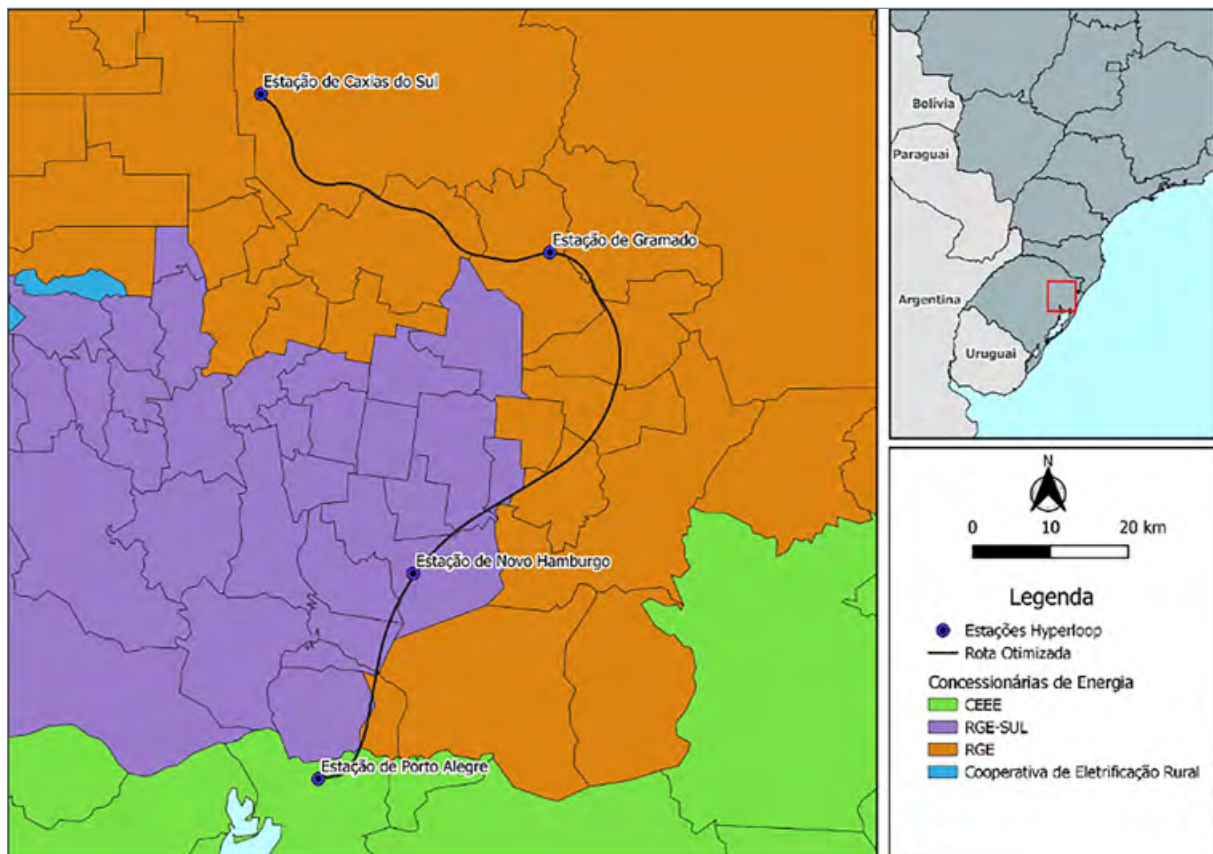 Estação de Caxias do Sul
Estação de Gramado
Estação de Novo Hamburgo
Estação de Porto Alegre
Bolívia
Paraguai
Argentina
Uruguai
N
0 10 20 km
Legenda
Estações Hyperloop
Rota Otimizada
Concessionárias de Energia
CEEE
RGE-SUL
RGE
Cooperativa de Eletrificação Rural